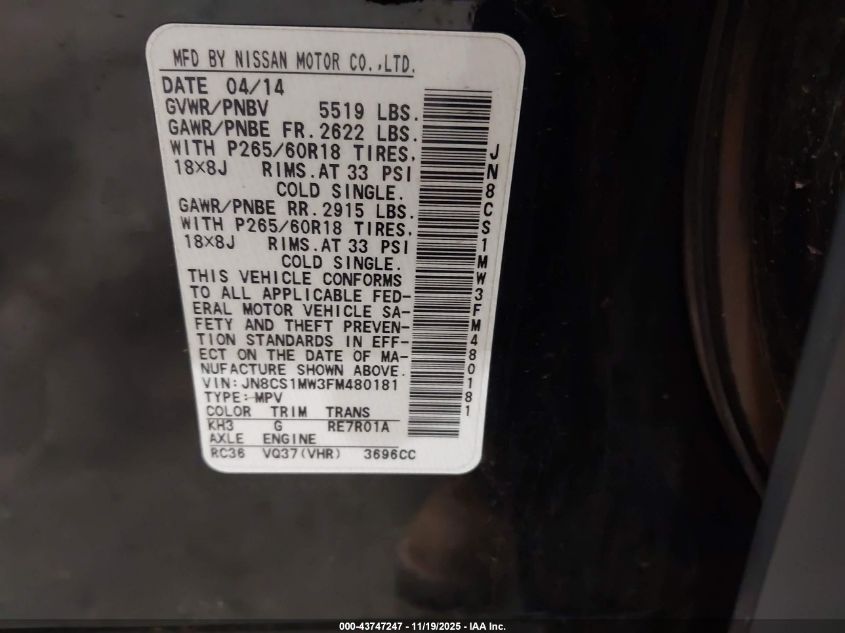 MFD BY NISSAN MOTOR CO.,LTD.
DATE 04/14
GVWR/PNBV 5519 LBS.
GAWR/PNBE FR. 2622 LBS.
WITH P265/60R18 TIRES.
18X8J RIMS.AT 33 PSI
COLD SINGLE.
GAWR/PNBE RR. 2915 LBS.
WITH P265/60R18 TIRES.
18X8J RIMS.AT 33 PSI
COLD SINGLE.
THIS VEHICLE CONFORMS
TO ALL APPLICABLE FED-
ERAL MOTOR VEHICLE SA-
FETY AND THEFT PREVEN-
TION STANDARDS IN EFF-
ECT ON THE DATE OF MA-
NUFACTURE SHOWN ABOVE.
VIN:JN8CS1MW3FM480181
TYPE:MPV
COLOR TRIM TRANS
KH3 G RE7R01A
AXLE ENGINE
RC36 VQ37(VHR) 3696CC
JN8CS1MW3FM480181
000-43747247 - 11/19/2025 - IAA Inc.